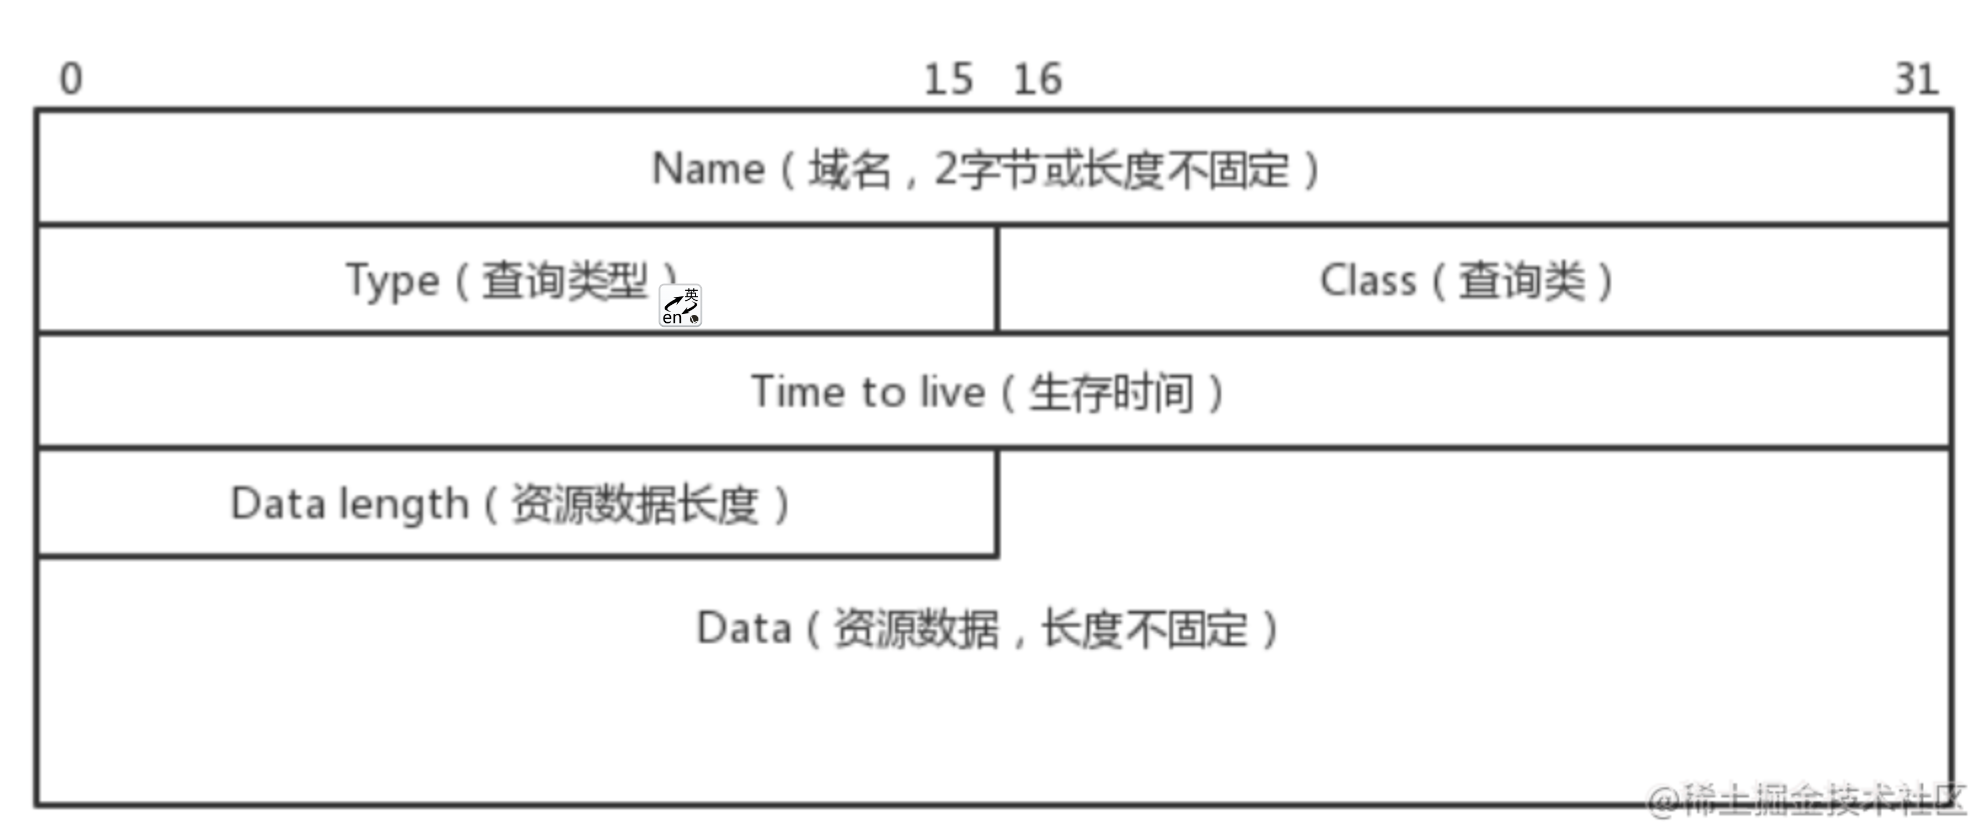 0 15 16 31
Name（域名，2字节或长度不固定）
Type（查询类型） Class（查询类）
英
en
Time to live（生存时间）
Data length（资源数据长度）
Data（资源数据，长度不固定）
@稀土掘金技术社区